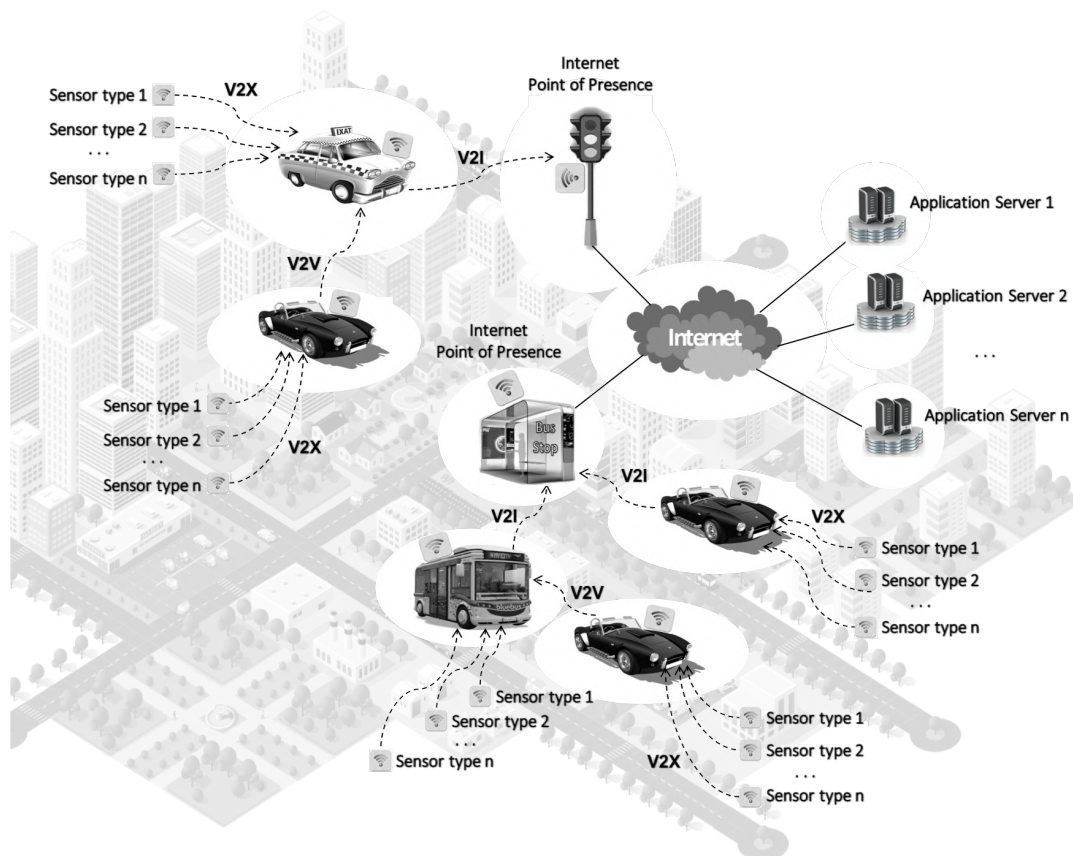 Internet
Point of Presence
V2X
Sensor type 1
Sensor type 2
...
Sensor type n
IXAT
V2I
Application Server 1
Application Server 2
...
Application Server n
V2V
Internet
Internet
Point of Presence
Sensor type 1
Sensor type 2
...
Sensor type n
V2X
Bus
Stop
V2I
V2I
V2X
Sensor type 1
Sensor type 2
...
Sensor type n
bluebus
V2V
Sensor type 1
Sensor type 2
...
Sensor type n
V2X
Sensor type 1
Sensor type 2
...
Sensor type n